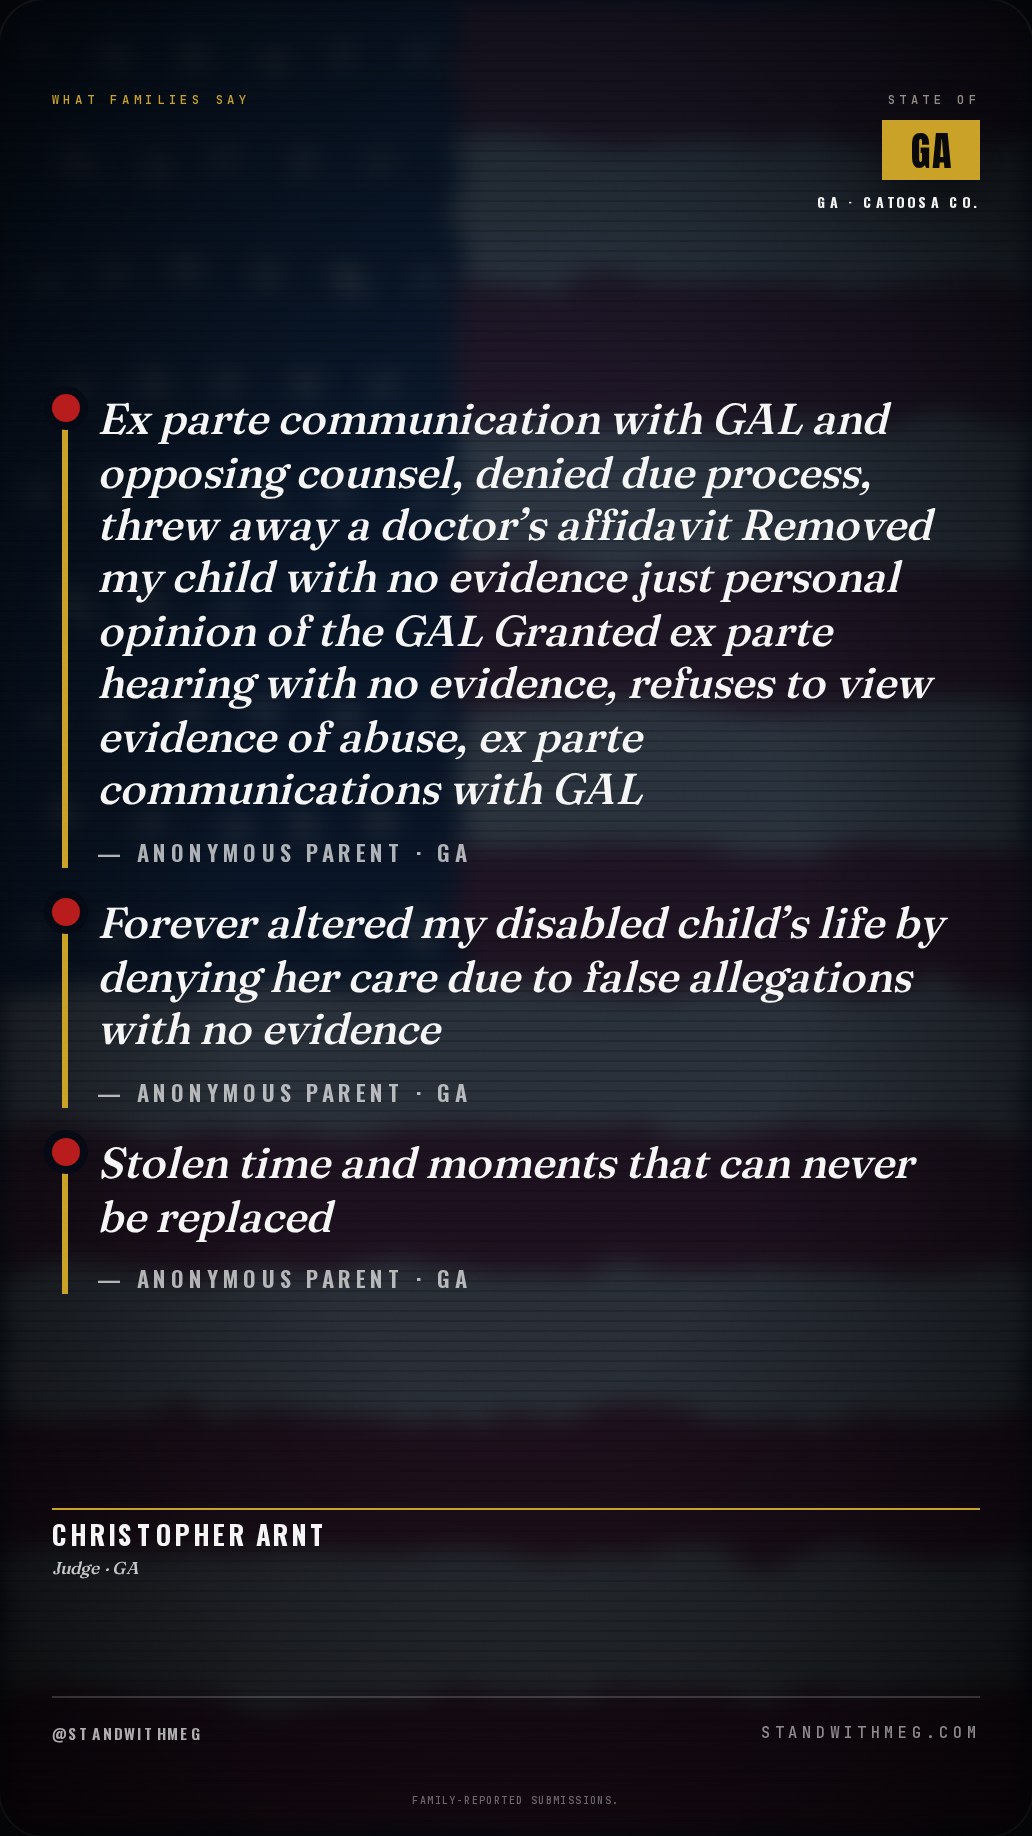 WHAT FAMILIES SAY
STATE OF
GA
GA · CATOOSA CO.
Ex parte communication with GAL and
opposing counsel, denied due process,
threw away a doctor’s affidavit Removed
my child with no evidence just personal
opinion of the GAL Granted ex parte
hearing with no evidence, refuses to view
evidence of abuse, ex parte
communications with GAL
— ANONYMOUS PARENT · GA
Forever altered my disabled child’s life by
denying her care due to false allegations
with no evidence
— ANONYMOUS PARENT · GA
Stolen time and moments that can never
be replaced
— ANONYMOUS PARENT · GA
CHRISTOPHER ARNT
Judge · GA
@STANDWITHMEG
STANDWITHMEG.COM
FAMILY-REPORTED SUBMISSIONS.